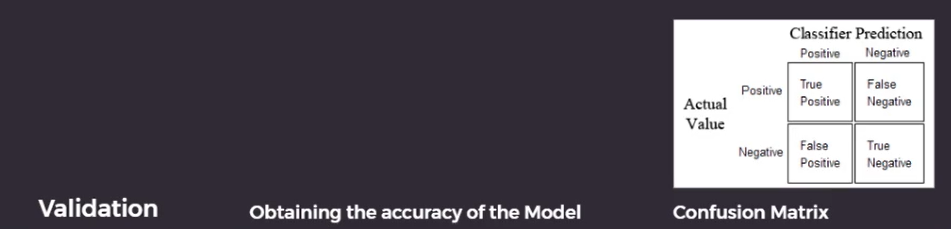 Classifier Prediction
Positive Negative
Actual Value
Positive
True Positive
False Negative
Negative
False Positive
True Negative
Validation
Obtaining the accuracy of the Model
Confusion Matrix